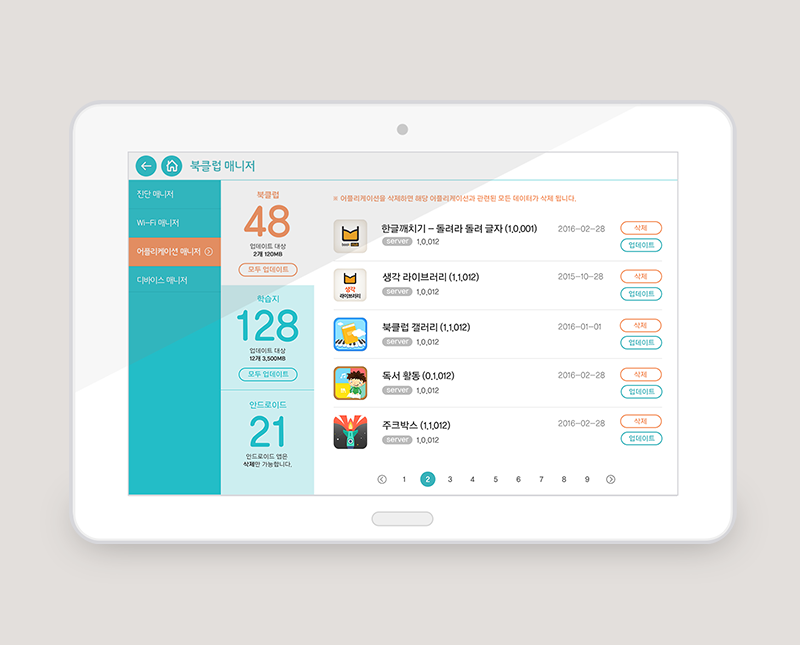 북클럽 매니저
진단 매니저
Wi-Fi 매니저
어플리케이션 매니저
디바이스 매니저
북클럽
48
업데이트 대상
2개 120MB
모두 업데이트
학습지
128
업데이트 대상
12개 3,500MB
모두 업데이트
안드로이드
21
안드로이드 앱은
삭제만 가능합니다.
※ 어플리케이션을 삭제하면 해당 어플리케이션과 관련된 모든 데이터가 삭제 됩니다.
한글깨치기 – 돌려라 돌려 글자 (1,0,001)
server 1,0,012
2016-02-28
삭제
업데이트
생각
라이브러리
생각 라이브러리 (1,1,012)
server 1,0,012
2015-10-28
삭제
업데이트
북클럽 갤러리 (1,1,012)
server 1,0,012
2016-01-01
삭제
업데이트
독서 활동 (0,1,012)
server 1,0,012
2016-02-28
삭제
업데이트
주크박스 (1,1,012)
server 1,0,012
2016-02-28
삭제
업데이트
1 2 3 4 5 6 7 8 9